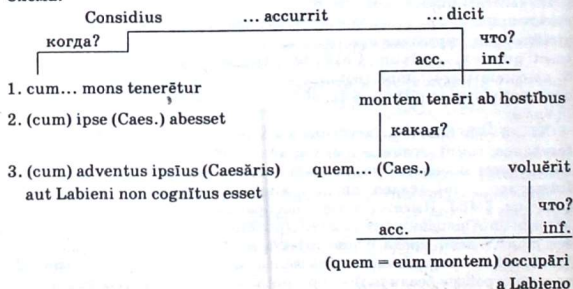 Considius ... accurrit ... dicit
когда? что?
acc. inf.
1. cum... mons tenerētur montem tenēri ab hostĭbus
2. (cum) ipse (Caes.) abesset какая?
3. (cum) adventus ipsīus (Caesăris) quem... (Caes.) voluĕrit
aut Labieni non cognĭtus esset что?
acc. inf.
(quem = eum montem) occupāri
a Labieno